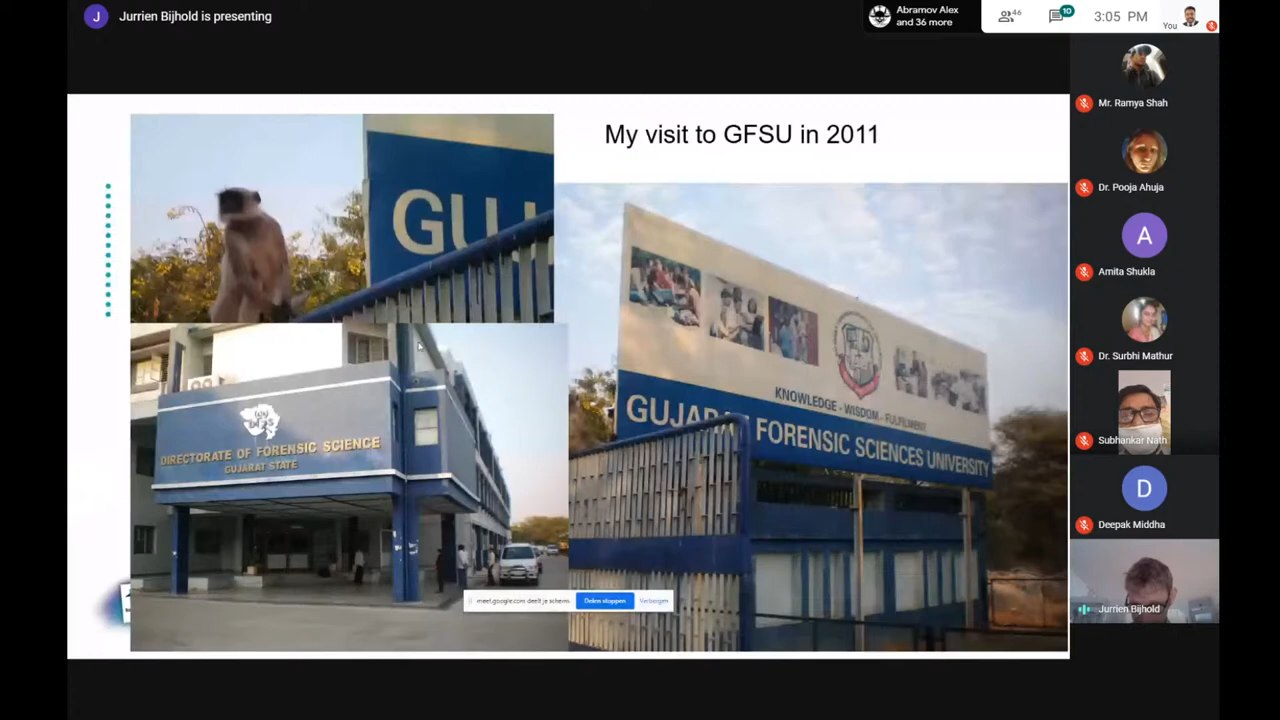 J
Jurrien Bijhold is presenting
Abramov Alex
and 36 more
46
10
3:05 PM
You
My visit to GFSU in 2011
GUJ
DIRECTORATE OF FORENSIC SCIENCE
GUJARAT STATE
KNOWLEDGE - WISDOM - FULFILMENT
GUJARAT FORENSIC SCIENCES UNIVERSITY
meet.google.com deelt je scherm.
Delen stoppen
Verbergen
Mr. Ramya Shah
Dr. Pooja Ahuja
A
Amita Shukla
Dr. Surbhi Mathur
Subhankar Nath
D
Deepak Middha
Jurrien Bijhold